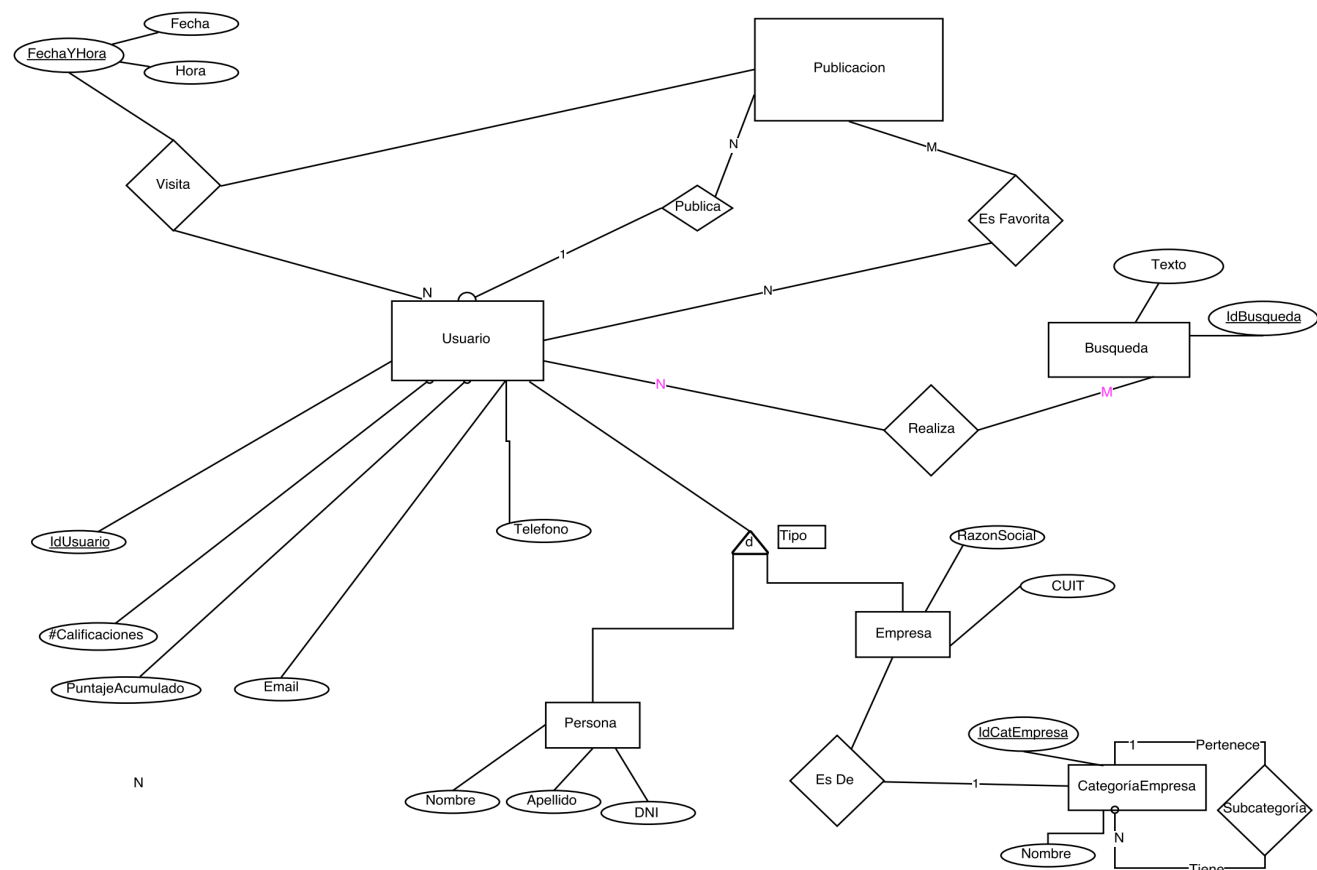 Fecha
FechaYHora
Hora
Publicacion
N
M
Visita
Publica
Es Favorita
1
Texto
N
N
IdBusqueda
Usuario
Busqueda
N
M
Realiza
IdUsuario
Telefono
d
Tipo
RazonSocial
CUIT
#Calificaciones
Empresa
PuntajeAcumulado
Email
Persona
IdCatEmpresa
1
Pertenece
N
Es De
1
CategoríaEmpresa
Nombre
Apellido
DNI
Subcategoría
N
Nombre
Tiene